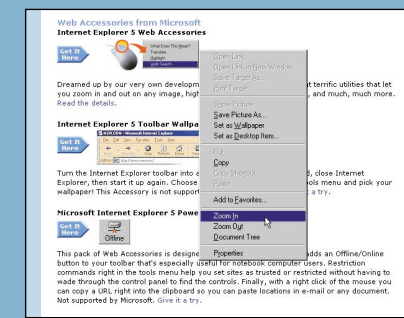 Web Accessories from Microsoft
Internet Explorer 5 Web Accessories
Get It Here
What Does This Mean?
Translate...
Highlight
Web Search
Dreamed up by our very own developm
at terrific utilities that let
you zoom in and out on any image, high
, and much, much more.
Read the details.
Internet Explorer 5 Toolbar Wallpa
Get It Here
Turn the Internet Explorer toolbar into a
d, close Internet
Explorer, then start it up again. Choose
ools menu and pick your
wallpaper! This Accessory is not support
t a try.
Microsoft Internet Explorer 5 Powe
Get It Here
Offline
This pack of Web Accessories is designe
adds an Offline/Online
button to your toolbar that's especially useful for notebook computer users. Restriction
commands right in the tools menu help you set sites as trusted or restricted without having to
wade through the control panel to find the controls. Finally, with a right click of the mouse you
can copy a URL right into the clipboard so you can paste locations in e-mail or any document.
Not supported by Microsoft. Give it a try.
Open Link
Open Link in New Window
Save Target As...
Print Target
Show Picture
Save Picture As...
Set as Wallpaper
Set as Desktop Item...
Cut
Copy
Copy Shortcut
Paste
Add to Favorites...
Zoom In
Zoom Out
Document Tree
Properties